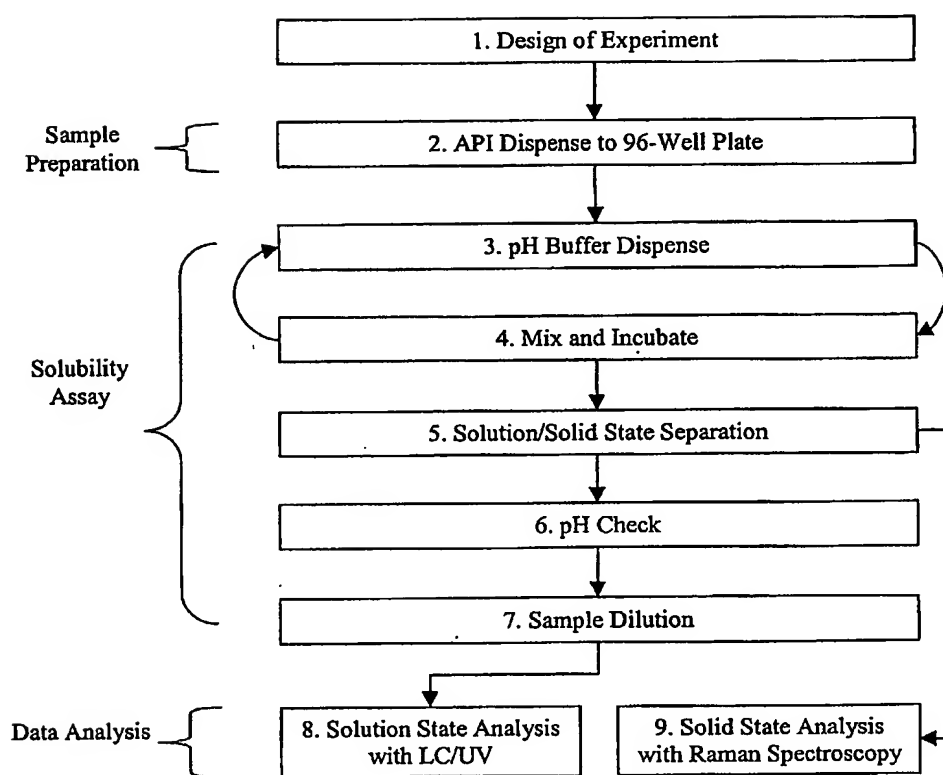 1. Design of Experiment
Sample
Preparation
2. API Dispense to 96-Well Plate
3. pH Buffer Dispense
4. Mix and Incubate
Solubility
Assay
5. Solution/Solid State Separation
6. pH Check
7. Sample Dilution
Data Analysis
8. Solution State Analysis
with LC/UV
9. Solid State Analysis
with Raman Spectroscopy